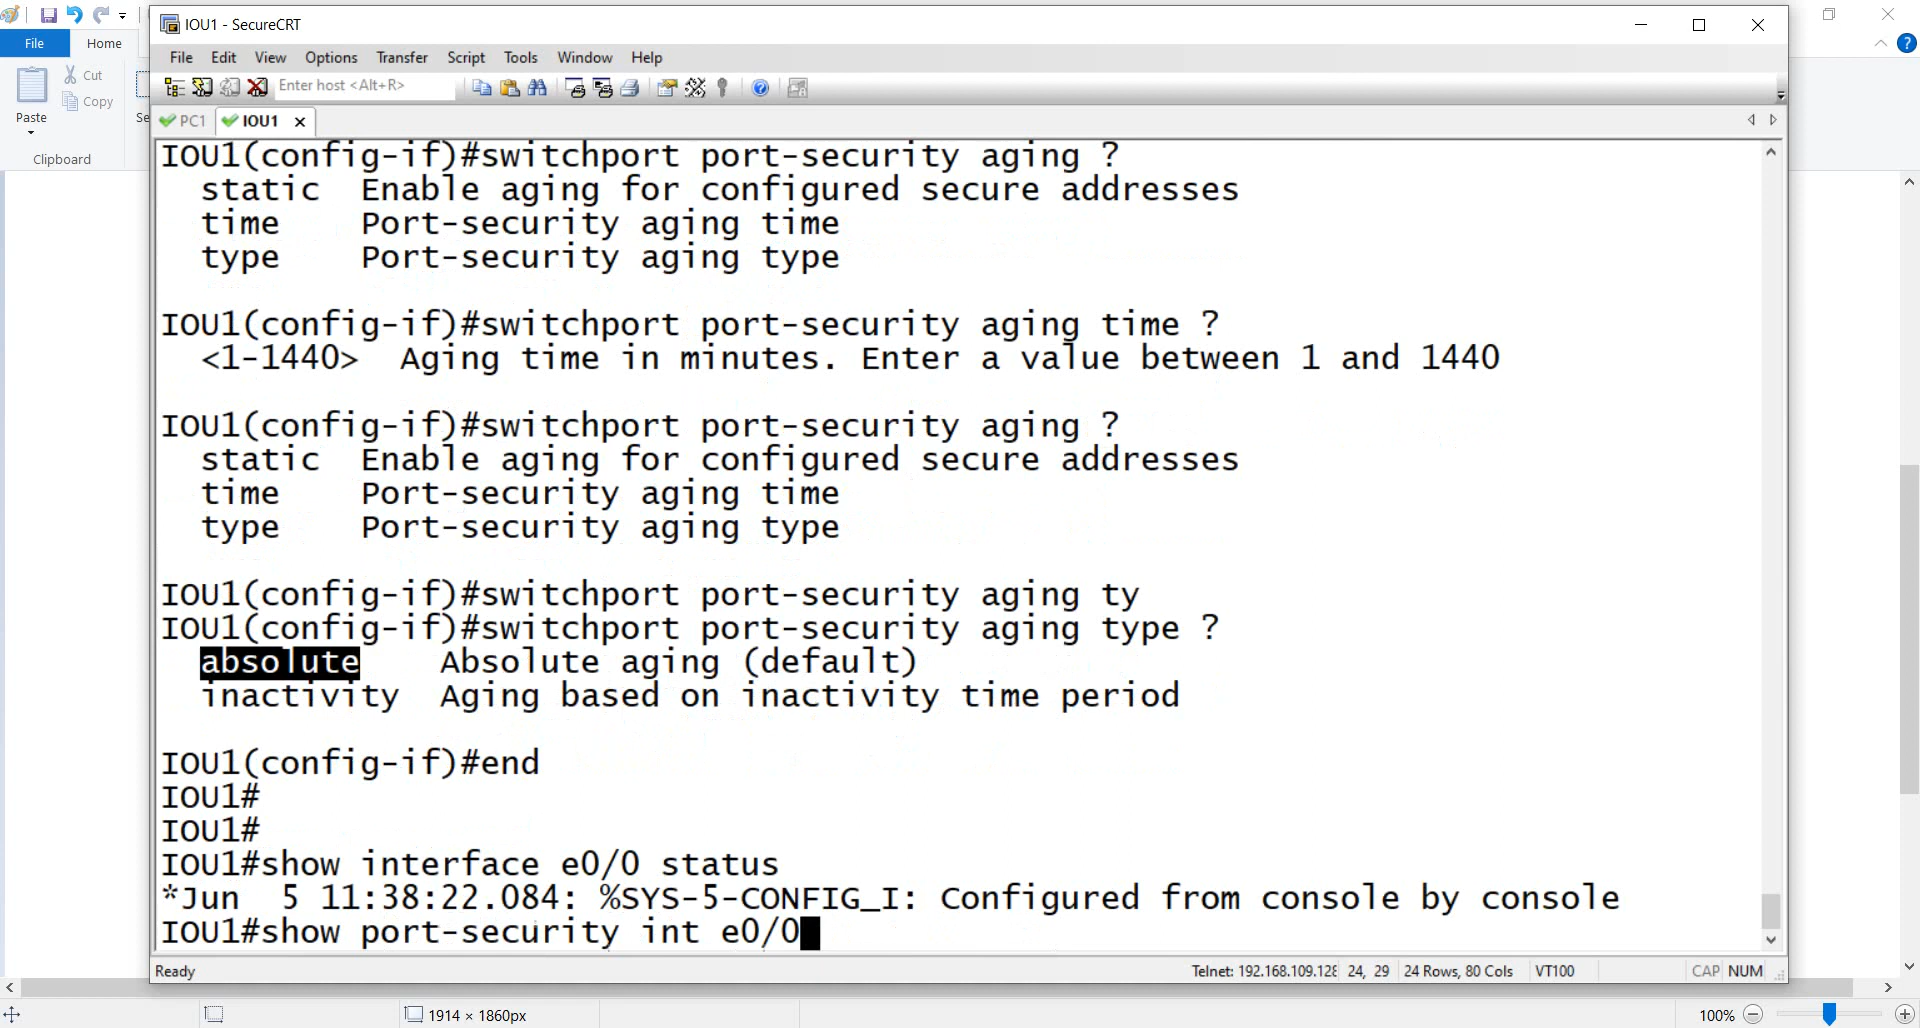 IOU1 - SecureCRT
File Home
File Edit View Options Transfer Script Tools Window Help
Cut
Copy
Paste
Se
Clipboard
Enter host <Alt+R>
PC1 IOU1
IOU1(config-if)#switchport port-security aging ?
static Enable aging for configured secure addresses
time Port-security aging time
type Port-security aging type
IOU1(config-if)#switchport port-security aging time ?
<1-1440> Aging time in minutes. Enter a value between 1 and 1440
IOU1(config-if)#switchport port-security aging ?
static Enable aging for configured secure addresses
time Port-security aging time
type Port-security aging type
IOU1(config-if)#switchport port-security aging ty
IOU1(config-if)#switchport port-security aging type ?
absolute Absolute aging (default)
inactivity Aging based on inactivity time period
IOU1(config-if)#end
IOU1#
IOU1#
IOU1#show interface e0/0 status
*Jun 5 11:38:22.084: %SYS-5-CONFIG_I: Configured from console by console
IOU1#show port-security int e0/0
Ready Telnet: 192.168.109.128 24, 29 24 Rows, 80 Cols VT100 CAP NUM
1914 × 1860px 100%